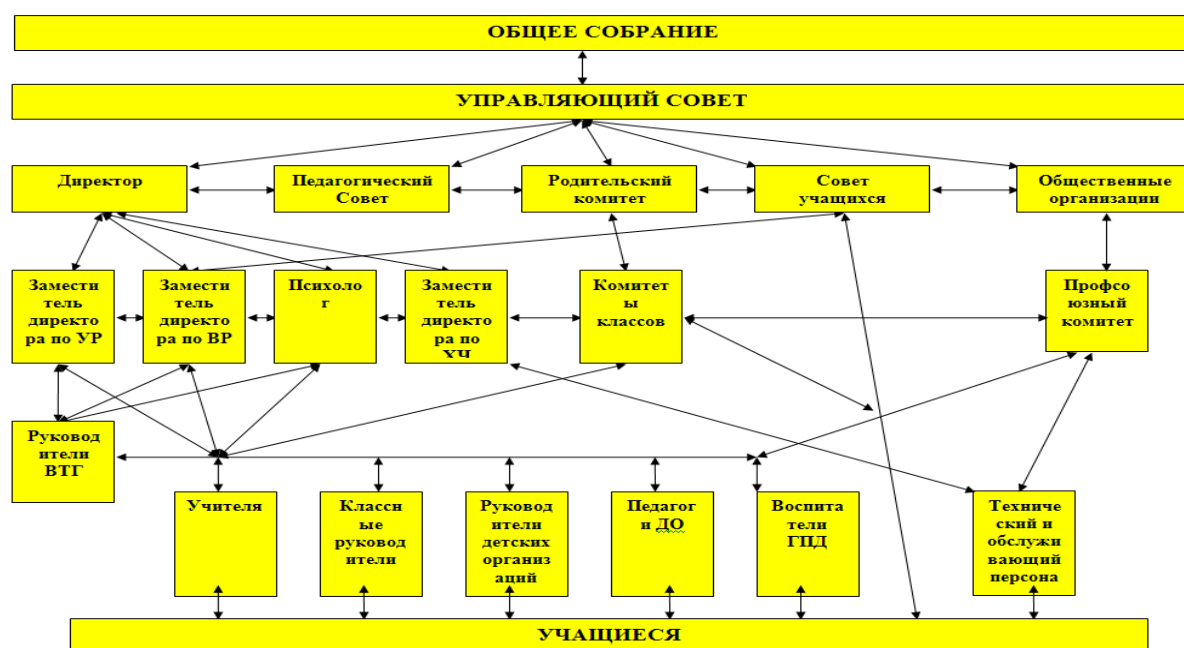 ОБЩЕЕ СОБРАНИЕ
УПРАВЛЯЮЩИЙ СОВЕТ
Директор
Педагогический
Совет
Родительский
комитет
Совет
учащихся
Общественные
организации
Замести
тель
директо
ра по УР
Замести
тель
директо
ра по ВР
Психоло
г
Замести
тель
директо
ра по
ХЧ
Комитет
ы
классов
Профсо
юзный
комитет
Руковод
ители
ВТГ
Учителя
Классн
ые
руковод
ители
Руковод
ители
детских
организ
аций
Педагог
и ДО
Воспита
тели
ГПД
Техниче
ский и
обслужи
вающий
персона
УЧАЩИЕСЯ